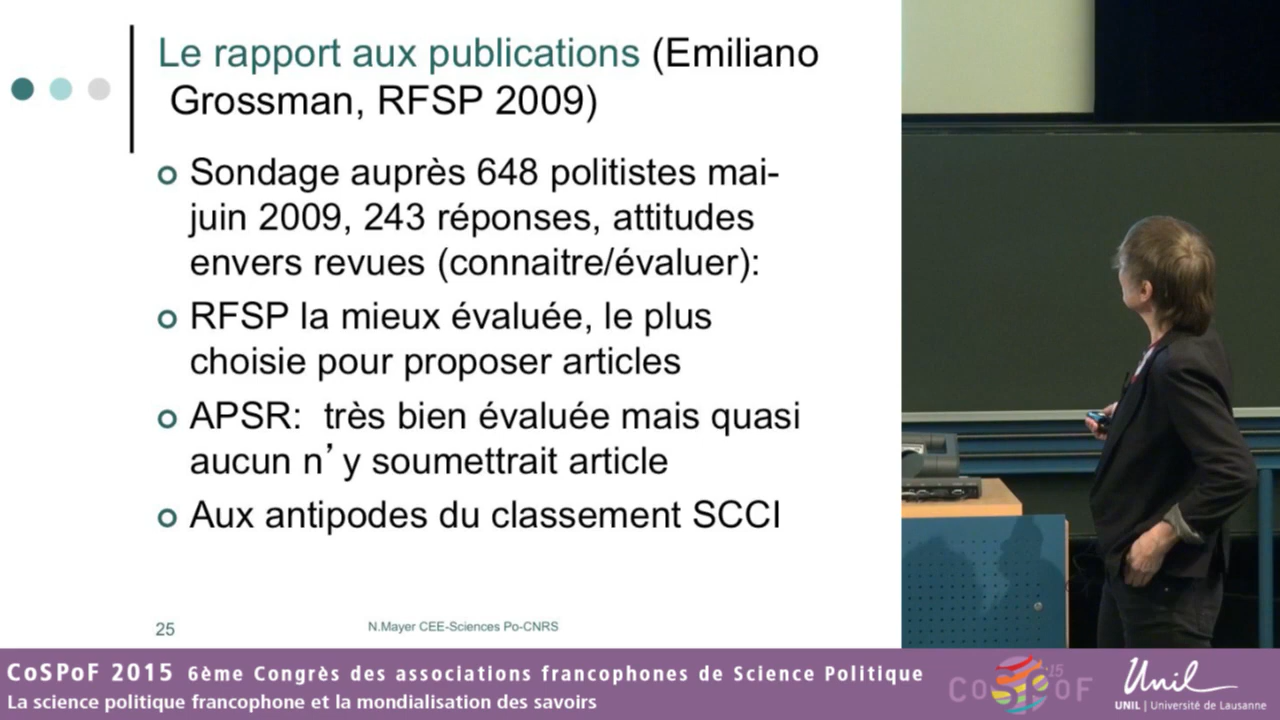 Le rapport aux publications (Emiliano
Grossman, RFSP 2009)
Sondage auprès 648 politistes mai-
juin 2009, 243 réponses, attitudes
envers revues (connaitre/évaluer):
RFSP la mieux évaluée, le plus
choisie pour proposer articles
APSR: très bien évaluée mais quasi
aucun n’y soumettrait article
Aux antipodes du classement SCCI
25
N.Mayer CEE-Sciences Po-CNRS
CoSPoF 2015 6ème Congrès des associations francophones de Science Politique
La science politique francophone et la mondialisation des savoirs
CoSPoF
15
Unil
UNIL | Université de Lausanne